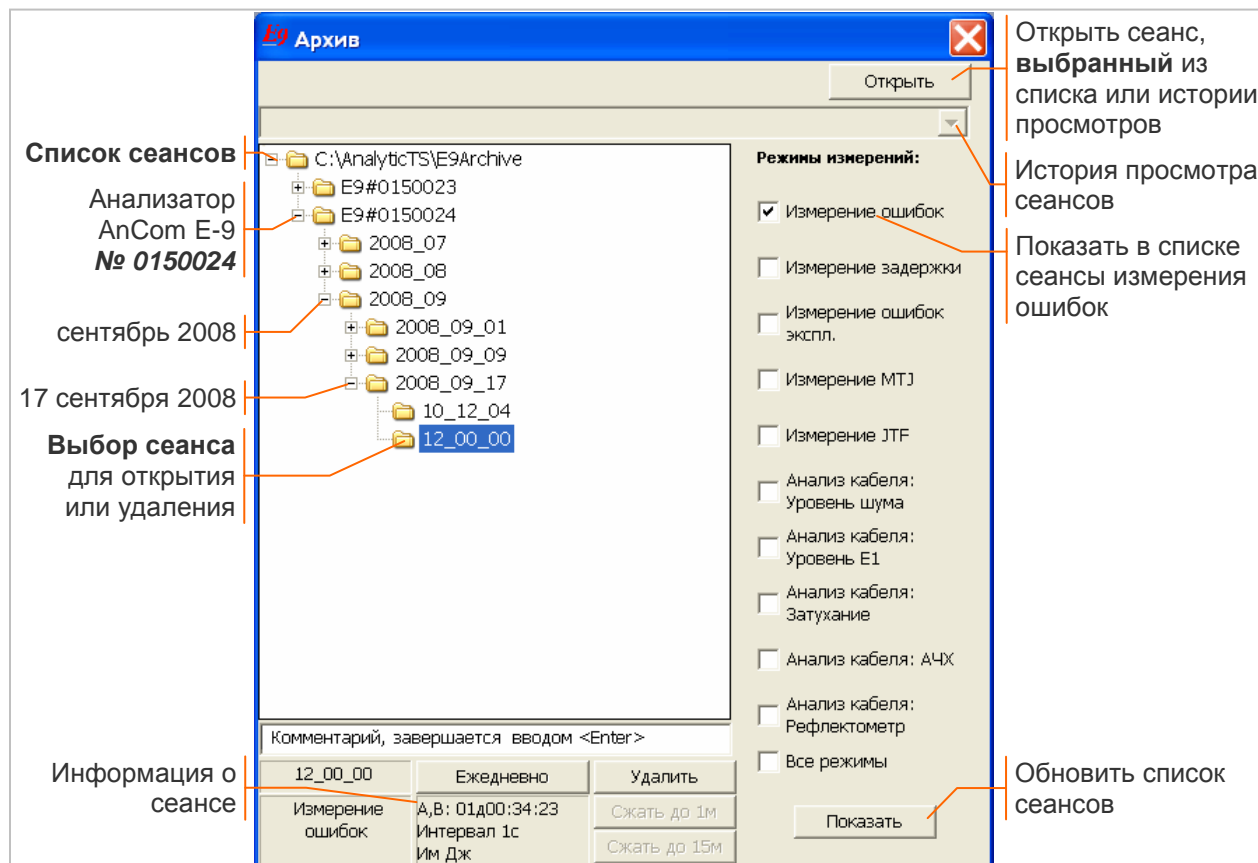 E9 Архив
Открыть
C:\AnalyticTS\E9Archive
E9#0150023
E9#0150024
2008_07
2008_08
2008_09
2008_09_01
2008_09_09
2008_09_17
10_12_04
12_00_00
Режимы измерений:
Измерение ошибок
Измерение задержки
Измерение ошибок
экспл.
Измерение MTJ
Измерение JTF
Анализ кабеля:
Уровень шума
Анализ кабеля:
Уровень E1
Анализ кабеля:
Затухание
Анализ кабеля: АЧХ
Анализ кабеля:
Рефлектометр
Все режимы
Показать
Комментарий, завершается вводом <Enter>
12_00_00
Ежедневно
Удалить
Измерение
ошибок
А,В: 01д00:34:23
Интервал 1с
Им Дж
Сжать до 1м
Сжать до 15м
Список сеансов
Анализатор
AnCom E-9
№ 0150024
сентябрь 2008
17 сентября 2008
Выбор сеанса
для открытия
или удаления
Информация о
сеансе
Открыть сеанс,
выбранный из
списка или истории
просмотров
История просмотра
сеансов
Показать в списке
сеансы измерения
ошибок
Обновить список
сеансов